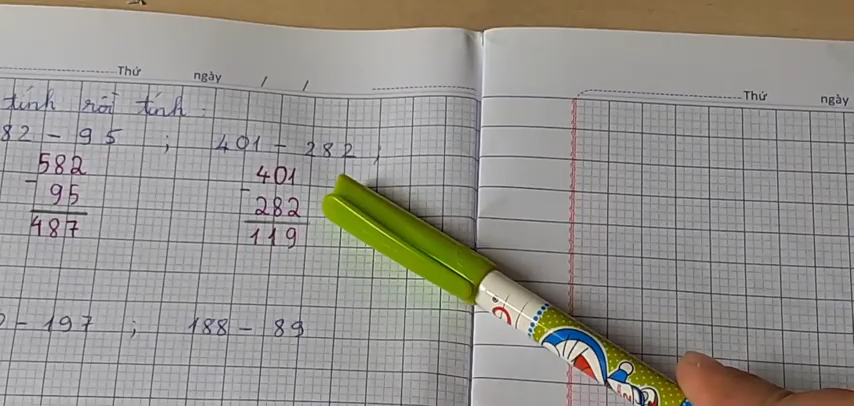 Thứ ngày / /
Thứ ngày
tính rồi tính.
82 - 95 ; 401 - 282 ;
582 401
- 95 - 282
487 119
- 197 ; 188 - 89